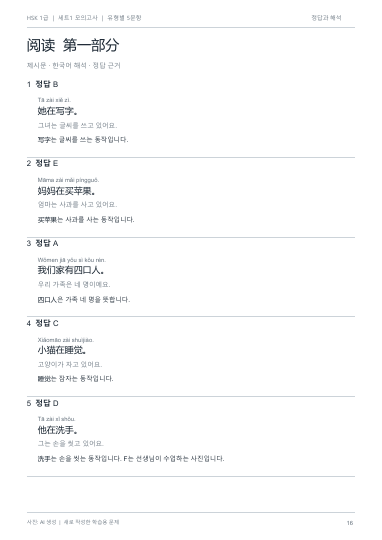 HSK 1급 | 세트1 모의고사 | 유형별 5문항 정답과 해석
阅读 第一部分
제시문 · 한국어 해석 · 정답 근거
1 정답 B
Tā zài xiě zì.
她在写字。
그녀는 글씨를 쓰고 있어요.
写字는 글씨를 쓰는 동작입니다.
2 정답 E
Māma zài mǎi píngguǒ.
妈妈在买苹果。
엄마는 사과를 사고 있어요.
买苹果는 사과를 사는 동작입니다.
3 정답 A
Wǒmen jiā yǒu sì kǒu rén.
我们家有四口人。
우리 가족은 네 명이에요.
四口人은 가족 네 명을 뜻합니다.
4 정답 C
Xiǎomāo zài shuìjiào.
小猫在睡觉。
고양이가 자고 있어요.
睡觉는 잠자는 동작입니다.
5 정답 D
Tā zài xǐ shǒu.
他在洗手。
그는 손을 씻고 있어요.
洗手는 손을 씻는 동작입니다. F는 선생님이 수업하는 사진입니다.
사진: AI 생성 | 새로 작성한 학습용 문제 16